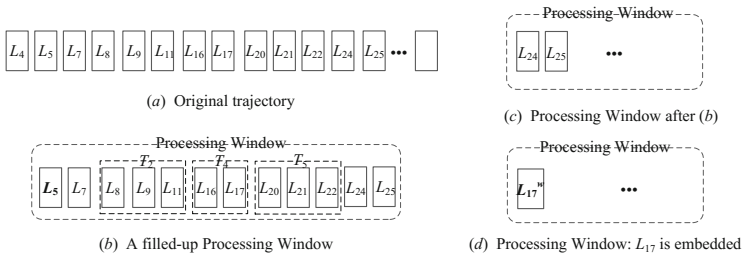 L4 L5 L7 L8 L9 L11 L16 L17 L20 L21 L22 L24 L25 •••
(a) Original trajectory
Processing Window
T2 T4 T5
L5 L7 L8 L9 L11 L16 L17 L20 L21 L22 L24 L25
(b) A filled-up Processing Window
Processing Window
L24 L25 •••
(c) Processing Window after (b)
Processing Window
L17w •••
(d) Processing Window: L17 is embedded